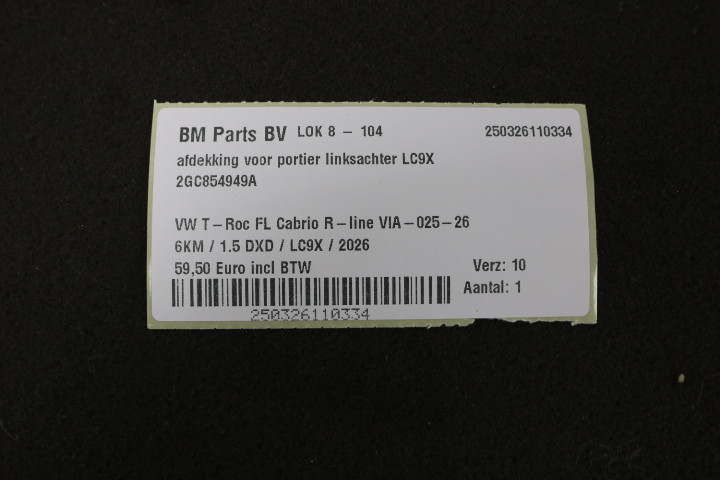 BM Parts BV LOK 8 - 104 250326110334
afdekking voor portier linksachter LC9X
2GC854949A
VW T-Roc FL Cabrio R-line VIA-025-26
6KM / 1.5 DXD / LC9X / 2026
59,50 Euro incl BTW Verz: 10
Aantal: 1
250326110334